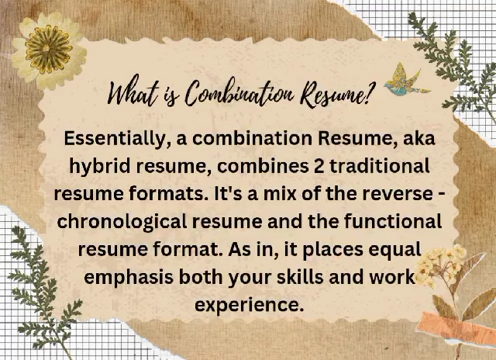 What is Combination Resume?
Essentially, a combination Resume, aka
hybrid resume, combines 2 traditional
resume formats. It's a mix of the reverse -
chronological resume and the functional
resume format. As in, it places equal
emphasis both your skills and work
experience.